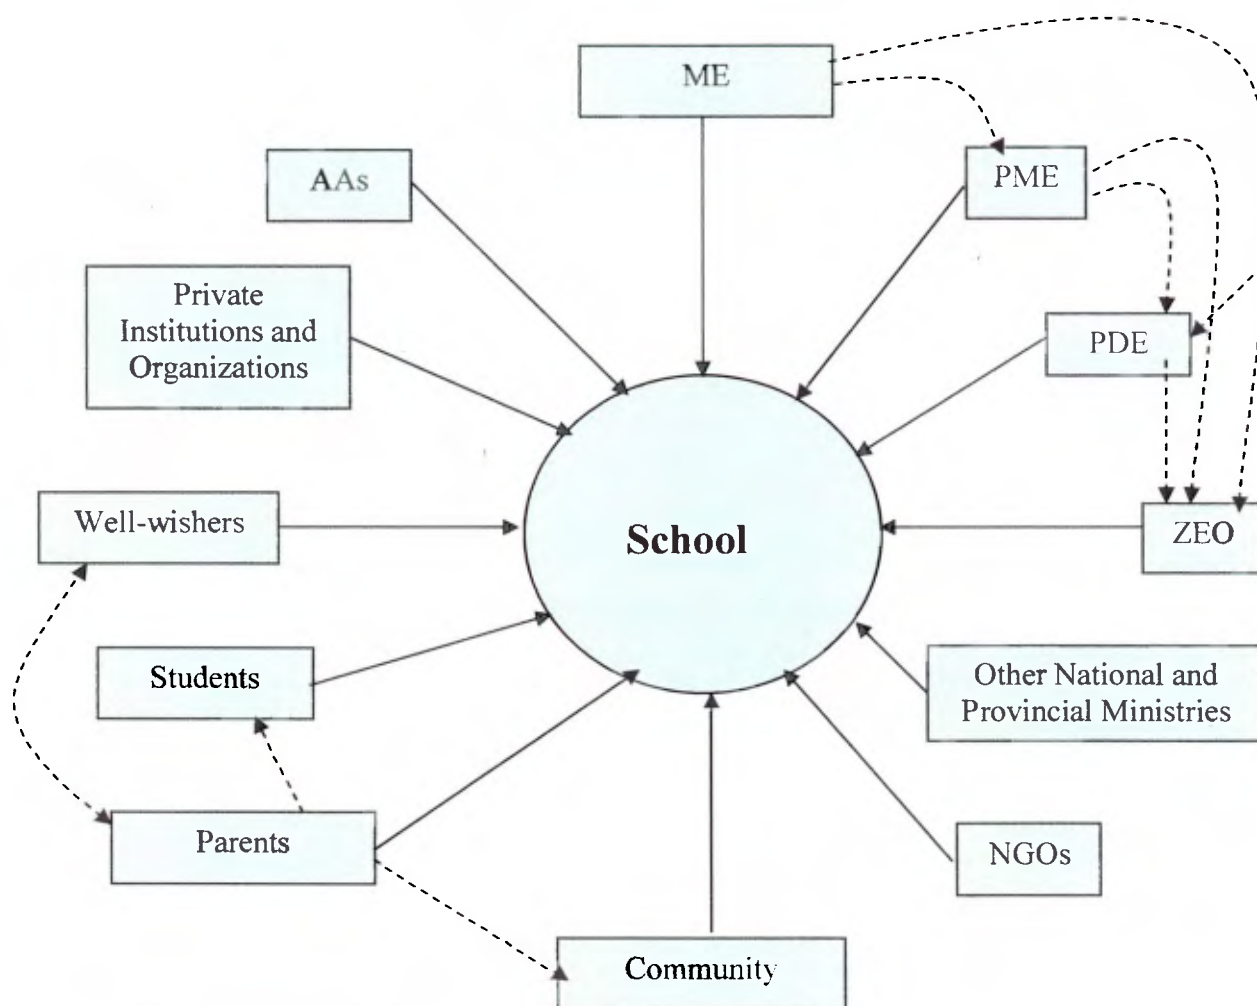 ME
AAs
PME
Private
Institutions and
Organizations
PDE
Well-wishers
School
ZEO
Students
Other National and
Provincial Ministries
Parents
NGOs
Community